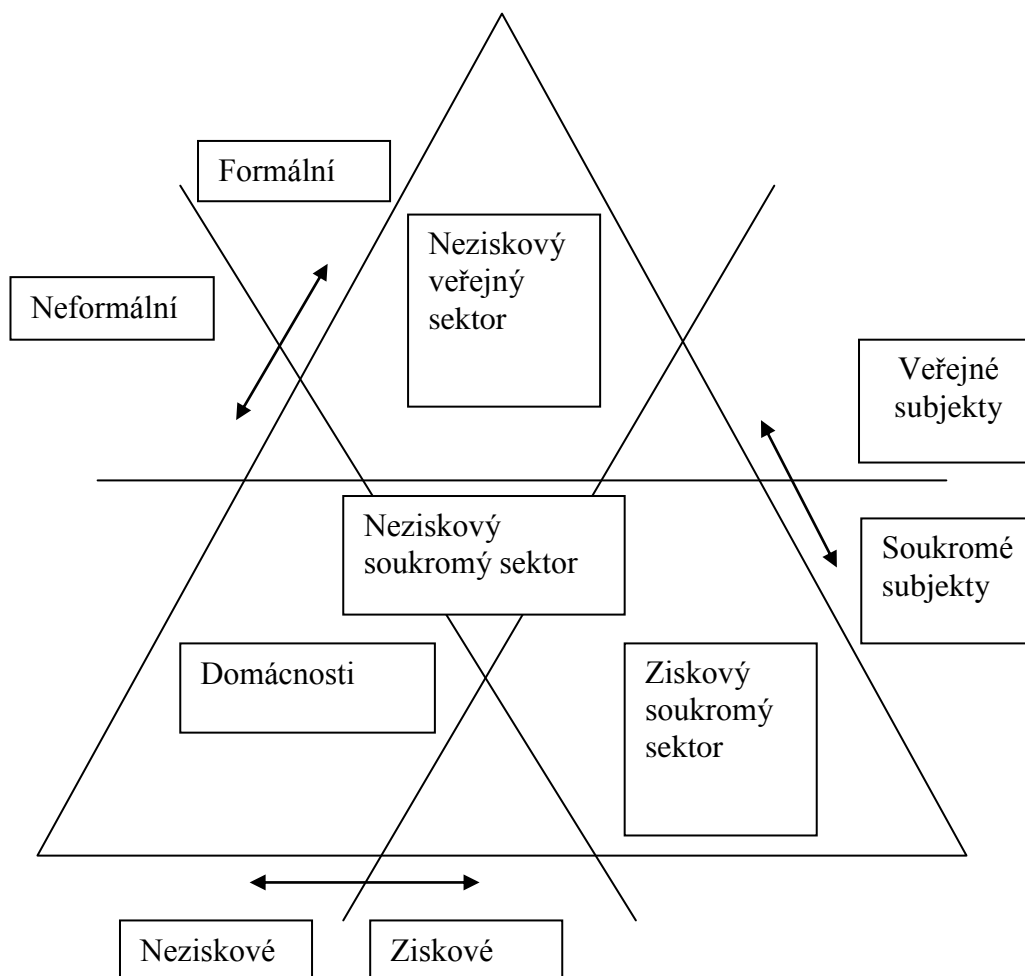 Formální
Neziskový
veřejný
sektor
Neformální
Veřejné
subjekty
Neziskový
soukromý sektor
Soukromé
subjekty
Domácnosti
Ziskový
soukromý
sektor
Neziskové
Ziskové